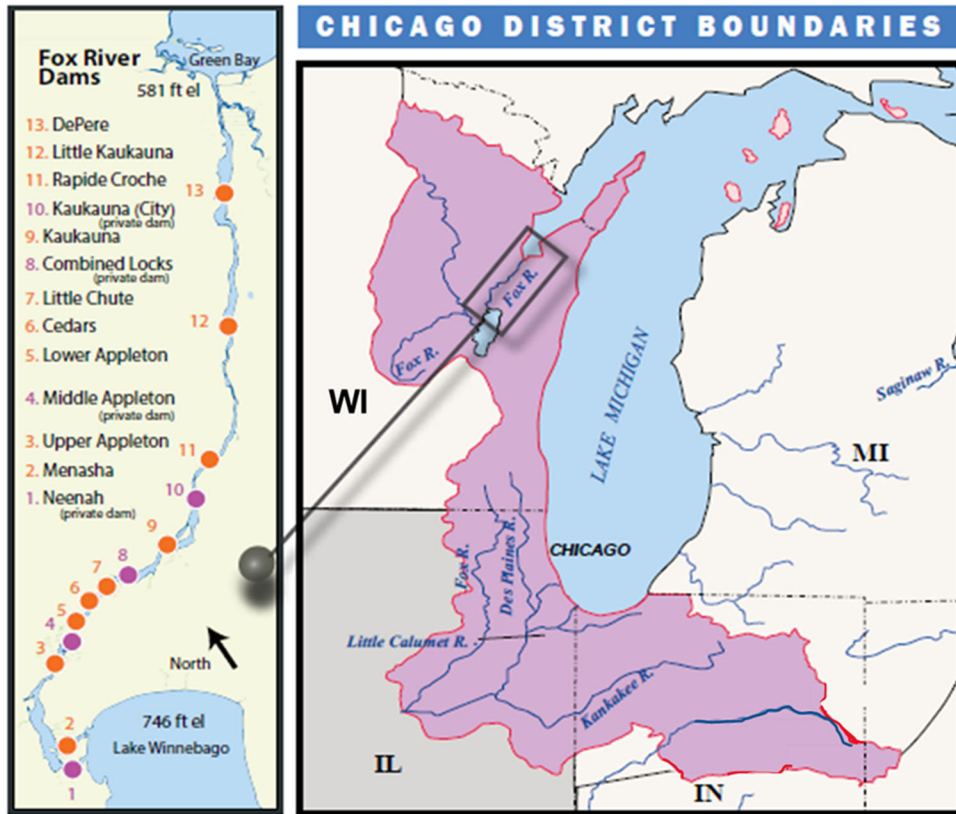 Fox River
Dams
Green Bay
581 ft el
13. DePere
12. Little Kaukauna
11. Rapide Croche
10. Kaukauna (City)
(private dam)
9. Kaukauna
8. Combined Locks
(private dam)
7. Little Chute
6. Cedars
5. Lower Appleton
4. Middle Appleton
(private dam)
3. Upper Appleton
2. Menasha
1. Neenah
(private dam)
13
12
11
10
9
8
7
6
5
4
3
North
746 ft el
Lake Winnebago
2
1
CHICAGO DISTRICT BOUNDARIES
Fox R.
Fox R.
WI
LAKE MICHIGAN
Saginaw R.
MI
CHICAGO
Fox R.
Des Plaines R.
Little Calumet R.
Kankakee R.
IL
IN